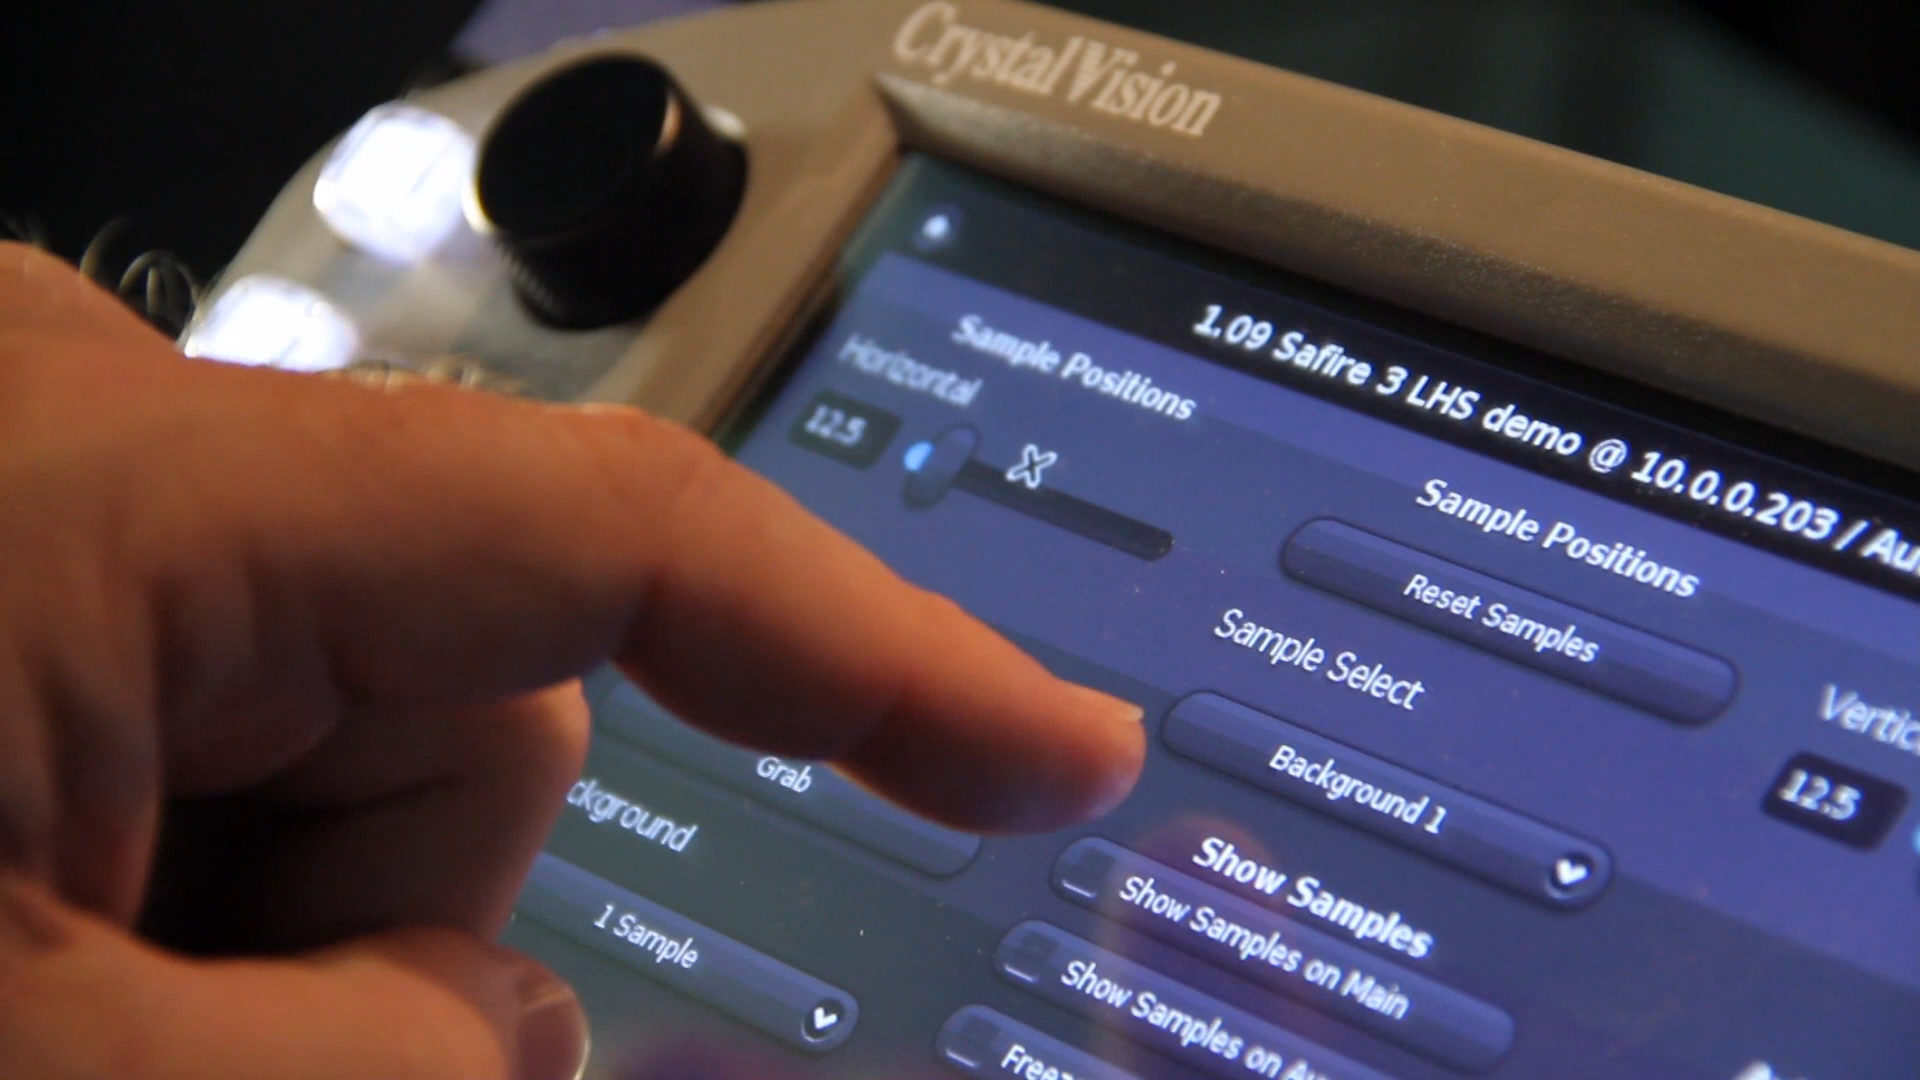 CrystalVision
1.09 Safire 3 LHS demo @ 10.0.0.203 / Au
Sample Positions
Horizontal
12.5
Sample Positions
Reset Samples
Sample Select
Background 1
Vertic
12.5
Grab
ckground
1 Sample
Show Samples
Show Samples on Main
Show Samples on Au
Freez